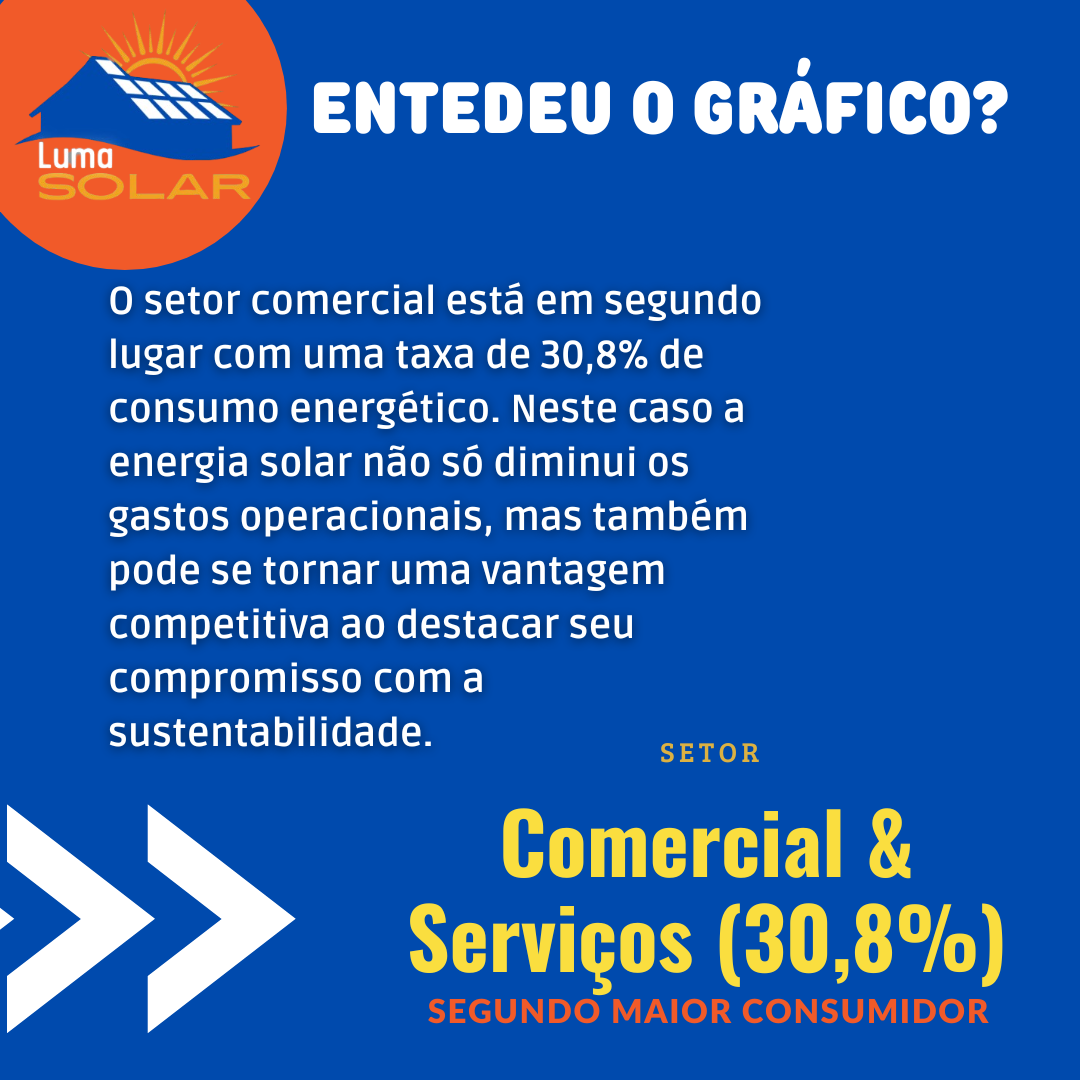 Luma
SOLAR
ENTEDEU O GRÁFICO?
O setor comercial está em segundo
lugar com uma taxa de 30,8% de
consumo energético. Neste caso a
energia solar não só diminui os
gastos operacionais, mas também
pode se tornar uma vantagem
competitiva ao destacar seu
compromisso com a
sustentabilidade.
SETOR
Comercial &
Serviços (30,8%)
SEGUNDO MAIOR CONSUMIDOR